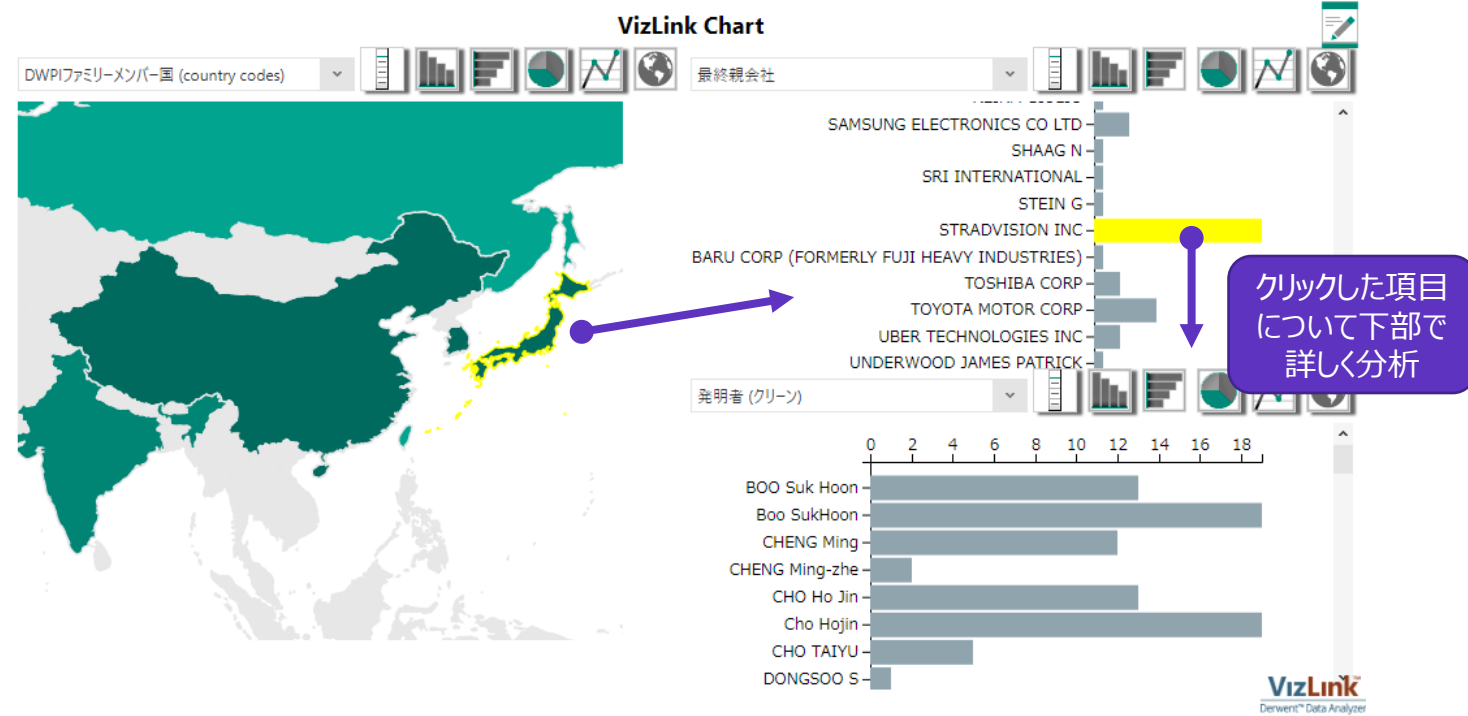 VizLink Chart
DWPIファミリーメンバー国 (country codes)
最終親会社
SAMSUNG ELECTRONICS CO LTD
SHAAG N
SRI INTERNATIONAL
STEIN G
STRADVISION INC
BARU CORP (FORMERLY FUJI HEAVY INDUSTRIES)
TOSHIBA CORP
TOYOTA MOTOR CORP
UBER TECHNOLOGIES INC
UNDERWOOD JAMES PATRICK
クリックした項目
について下部で
詳しく分析
発明者 (クリーン)
0 2 4 6 8 10 12 14 16 18
BOO Suk Hoon
Boo SukHoon
CHENG Ming
CHENG Ming-zhe
CHO Ho Jin
Cho Hojin
CHO TAIYU
DONGSOO S
VizLink™
Derwent™ Data Analyzer